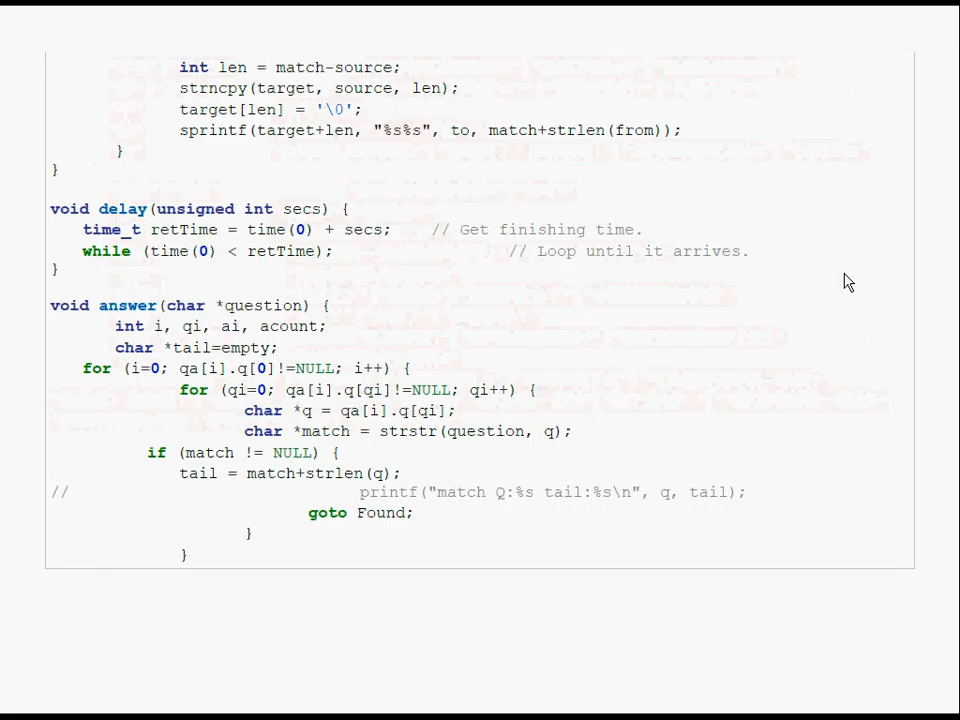 int len = match-source;
strncpy(target, source, len);
target[len] = '\0';
sprintf(target+len, "%s%s", to, match+strlen(from));
}
}
void delay(unsigned int secs) {
time_t retTime = time(0) + secs; // Get finishing time.
while (time(0) < retTime); // Loop until it arrives.
}
void answer(char *question) {
int i, qi, ai, acount;
char *tail=empty;
for (i=0; qa[i].q[0]!=NULL; i++) {
for (qi=0; qa[i].q[qi]!=NULL; qi++) {
char *q = qa[i].q[qi];
char *match = strstr(question, q);
if (match != NULL) {
tail = match+strlen(q);
// printf("match Q:%s tail:%s\n", q, tail);
goto Found;
}
}